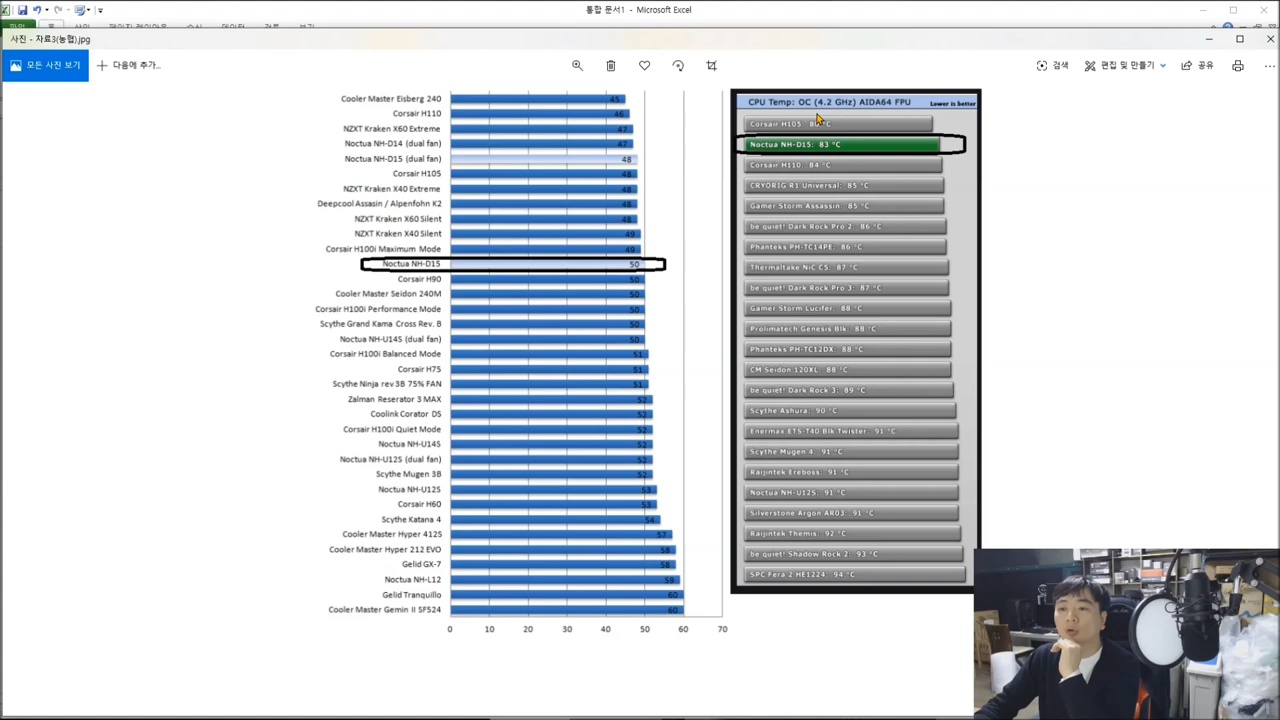 통합 문서1 - Microsoft Excel
사진 - 자료3(농협).jpg
모든 사진 보기
다음에 추가...
검색
편집 및 만들기
공유
Cooler Master Eisberg 240 45
Corsair H110 46
NZXT Kraken X60 Extreme 47
Noctua NH-D14 (dual fan) 47
Noctua NH-D15 (dual fan) 48
Corsair H105 48
NZXT Kraken X40 Extreme 48
Deepcool Assasin / Alpenfohn K2 48
NZXT Kraken X60 Silent 48
NZXT Kraken X40 Silent 49
Corsair H100i Maximum Mode 49
Noctua NH-D15 50
Corsair H90 50
Cooler Master Seidon 240M 50
Corsair H100i Performance Mode 50
Scythe Grand Kama Cross Rev. B 50
Noctua NH-U14S (dual fan) 50
Corsair H100i Balanced Mode 51
Corsair H75 51
Scythe Ninja rev 3B 75% FAN 51
Zalman Reserator 3 MAX 52
Coolink Corator DS 52
Corsair H100i Quiet Mode 52
Noctua NH-U14S 52
Noctua NH-U12S (dual fan) 52
Scythe Mugen 3B 52
Noctua NH-U12S 53
Corsair H60 53
Scythe Katana 4 54
Cooler Master Hyper 412S 57
Cooler Master Hyper 212 EVO 58
Gelid GX-7 58
Noctua NH-L12 59
Gelid Tranquillo 60
Cooler Master Gemin II SF524 60
0 10 20 30 40 50 60 70
CPU Temp: OC (4.2 GHz) AIDA64 FPU Lower is better
Corsair H105: °C
Noctua NH-D15: 83 °C
Corsair H110: 84 °C
CRYORIG R1 Universal: 85 °C
Gamer Storm Assassin: 85 °C
be quiet! Dark Rock Pro 2: 86 °C
Phanteks PH-TC14PE: 86 °C
Thermaltake NiC C5: 87 °C
be quiet! Dark Rock Pro 3: 87 °C
Gamer Storm Lucifer: 88 °C
Prolimatech Genesis Blk: 88 °C
Phanteks PH-TC12DX: 88 °C
CM Seidon 120XL: 88 °C
be quiet! Dark Rock 3: 89 °C
Scythe Ashura: 90 °C
Enermax ETS-T40 Blk Twister: 91 °C
Scythe Mugen 4: 91 °C
Raijintek Ereboss: 91 °C
Noctua NH-U12S: 91 °C
Silverstone Argon AR03: 91 °C
Raijintek Themis: 92 °C
be quiet! Shadow Rock 2: 93 °C
SPC Fera 2 HE1224: 94 °C